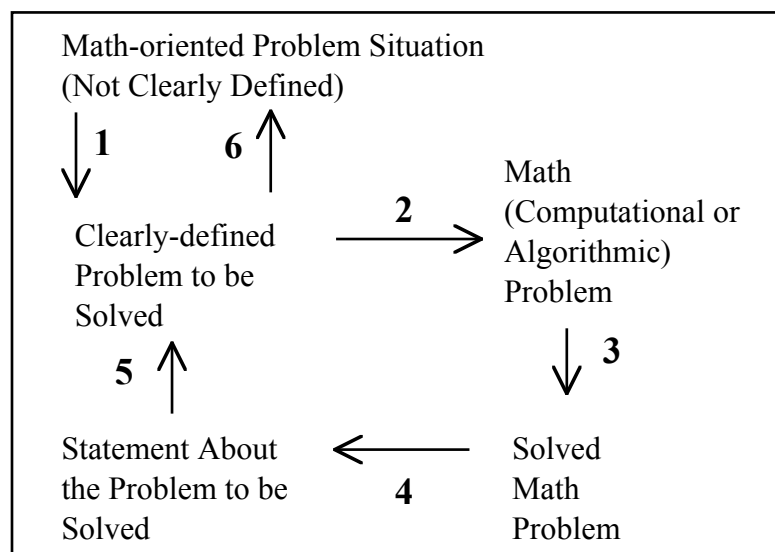 Math-oriented Problem Situation
(Not Clearly Defined)
1
6
Clearly-defined
Problem to be
Solved
2
Math
(Computational or
Algorithmic)
Problem
3
Solved
Math
Problem
4
Statement About
the Problem to be
Solved
5